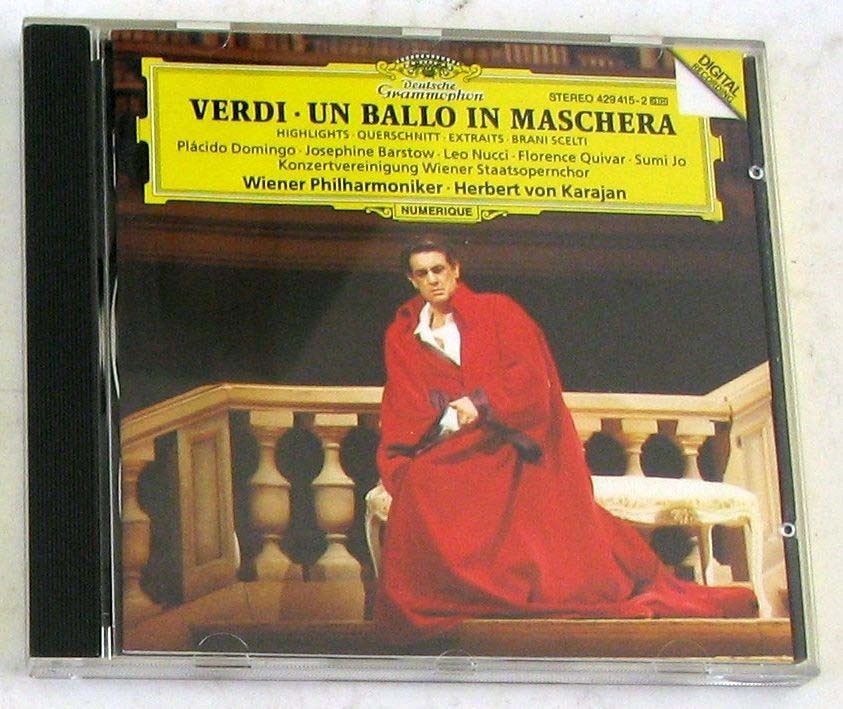 Deutsche
Grammophon
STEREO 429 415-2
DIGITAL
RECORDING
VERDI · UN BALLO IN MASCHERA
HIGHLIGHTS · QUERSCHNITT · EXTRAITS · BRANI SCELTI
Plácido Domingo · Josephine Barstow · Leo Nucci · Florence Quivar · Sumi Jo
Konzertvereinigung Wiener Staatsopernchor
Wiener Philharmoniker · Herbert von Karajan
NUMERIQUE